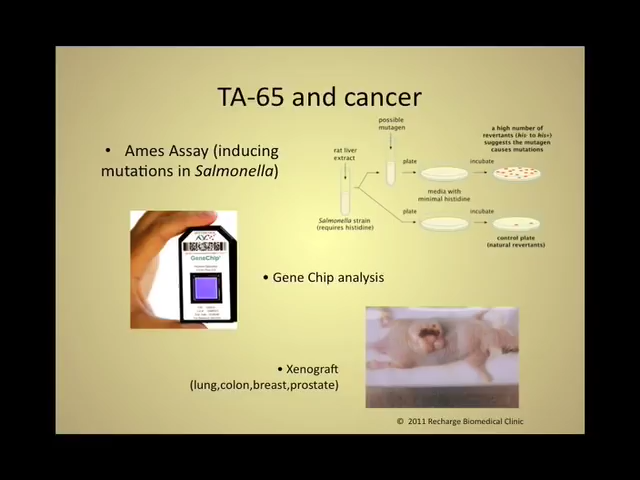 TA-65 and cancer
• Ames Assay (inducing
mutations in Salmonella)
possible
mutagen
rat liver
extract
plate
incubate
a high number of
revertants (his- to his+)
suggests the mutagen
causes mutations
media with
minimal histidine
Salmonella strain
(requires histidine)
plate
incubate
control plate
(natural revertants)
GeneChip
• Gene Chip analysis
• Xenograft
(lung,colon,breast,prostate)
© 2011 Recharge Biomedical Clinic